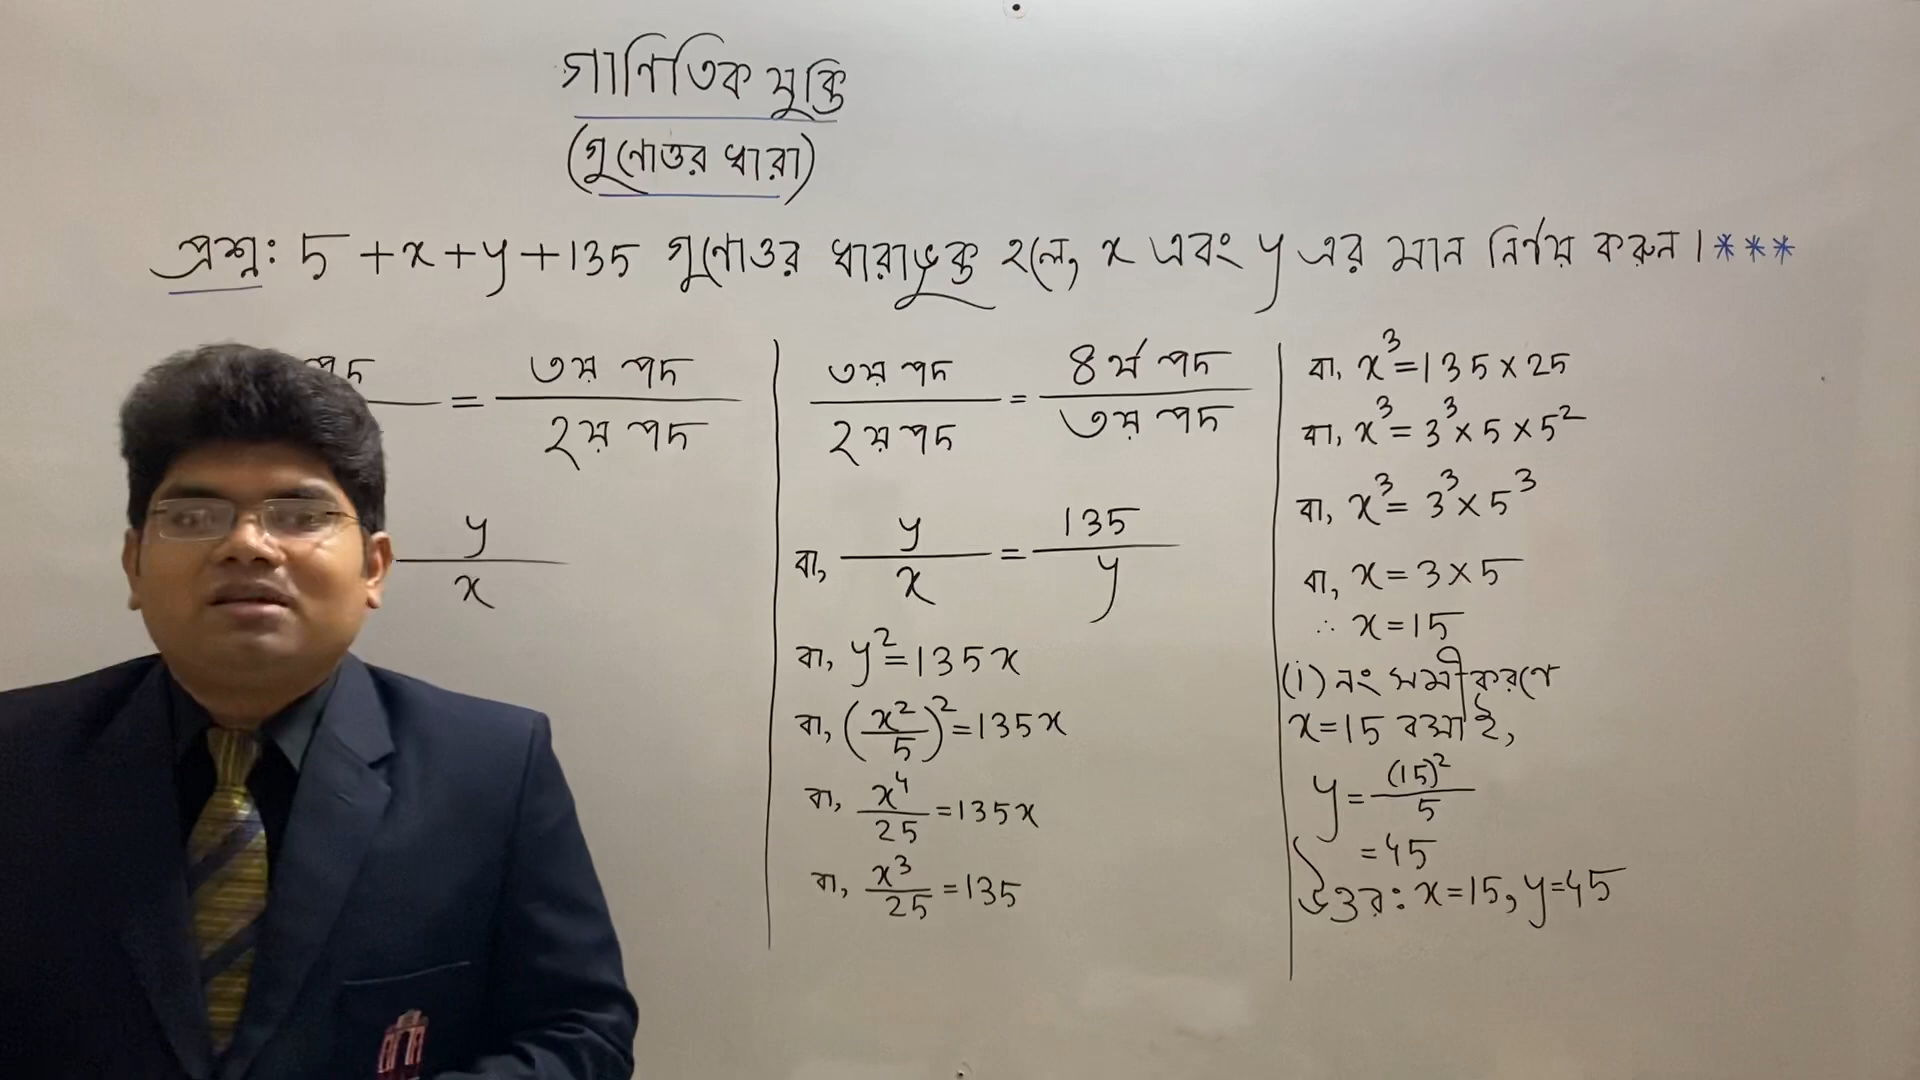 গাণিতিক যুক্তি
(গুনোত্তর ধারা)
প্রশ্ন: 5 + x + y + 135 গুনোত্তর ধারাভুক্ত হলে, x এবং y এর মান নির্ণয় করুন। ***
পদ = ৩য় পদ / ২য় পদ
y / x
৩য় পদ / ২য় পদ = ৪র্থ পদ / ৩য় পদ
বা, y / x = 135 / y
বা, y² = 135x
বা, (x²/5)² = 135x
বা, x⁴/25 = 135x
বা, x³/25 = 135
বা, x³ = 135 × 25
বা, x³ = 3³ × 5 × 5²
বা, x³ = 3³ × 5³
বা, x = 3 × 5
∴ x = 15
(i) নং সমীকরণে
x = 15 বসাই,
y = (15)²/5
= 45
উত্তর: x = 15, y = 45